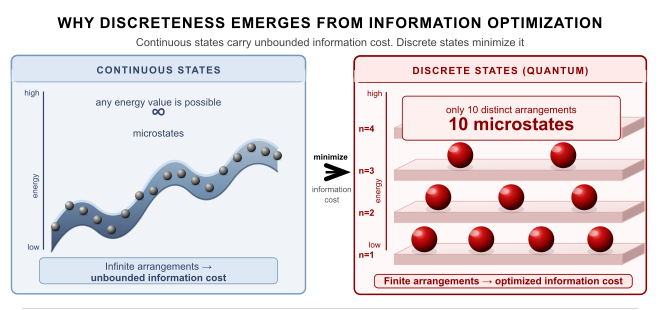 WHY DISCRETENESS EMERGES FROM INFORMATION OPTIMIZATION
Continuous states carry unbounded information cost. Discrete states minimize it
CONTINUOUS STATES
high
any energy value is possible
∞
microstates
energy
low
Infinite arrangements →
unbounded information cost
minimize
information
cost
DISCRETE STATES (QUANTUM)
high
only 10 distinct arrangements
10 microstates
n=4
n=3
energy
n=2
low
n=1
Finite arrangements → optimized information cost